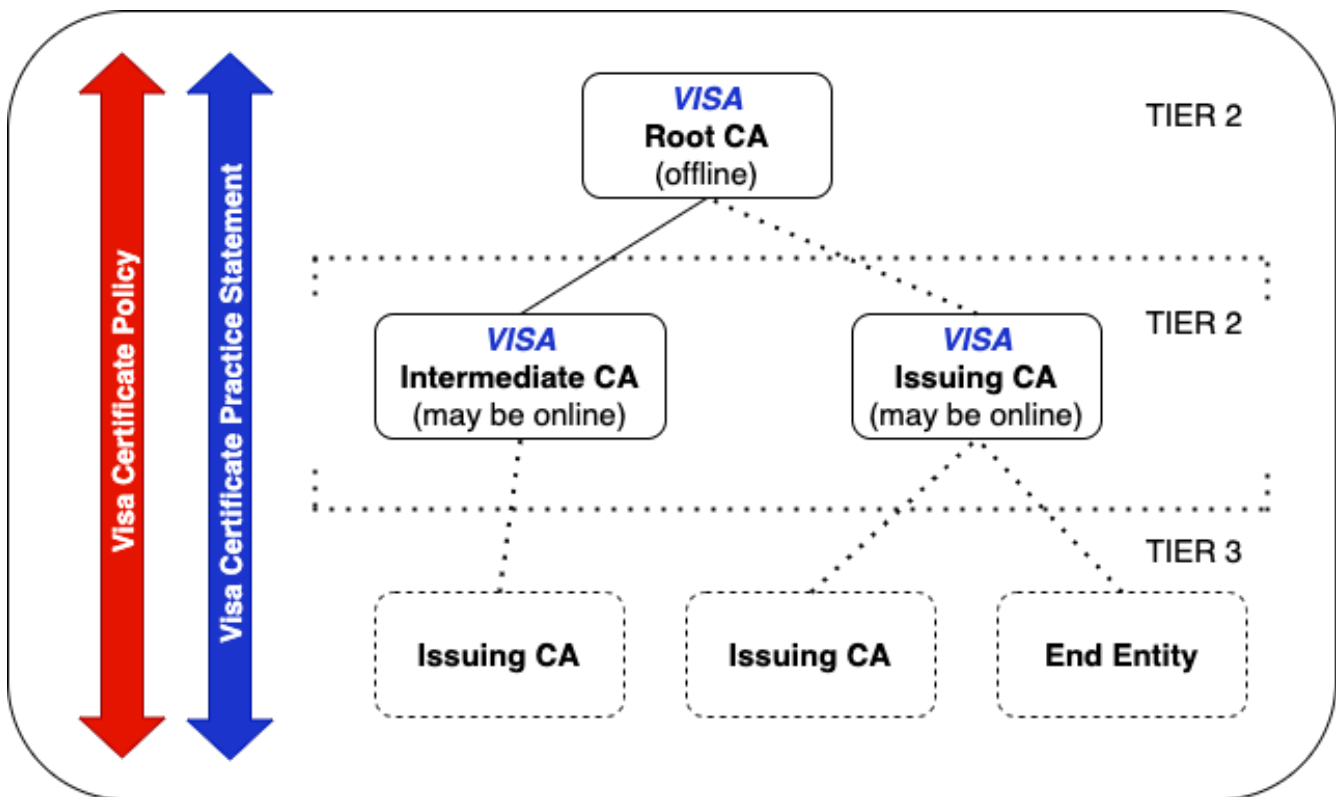 Visa Certificate Policy
Visa Certificate Practice Statement
VISA
Root CA
(offline)
TIER 2
VISA
Intermediate CA
(may be online)
VISA
Issuing CA
(may be online)
TIER 2
TIER 3
Issuing CA
Issuing CA
End Entity